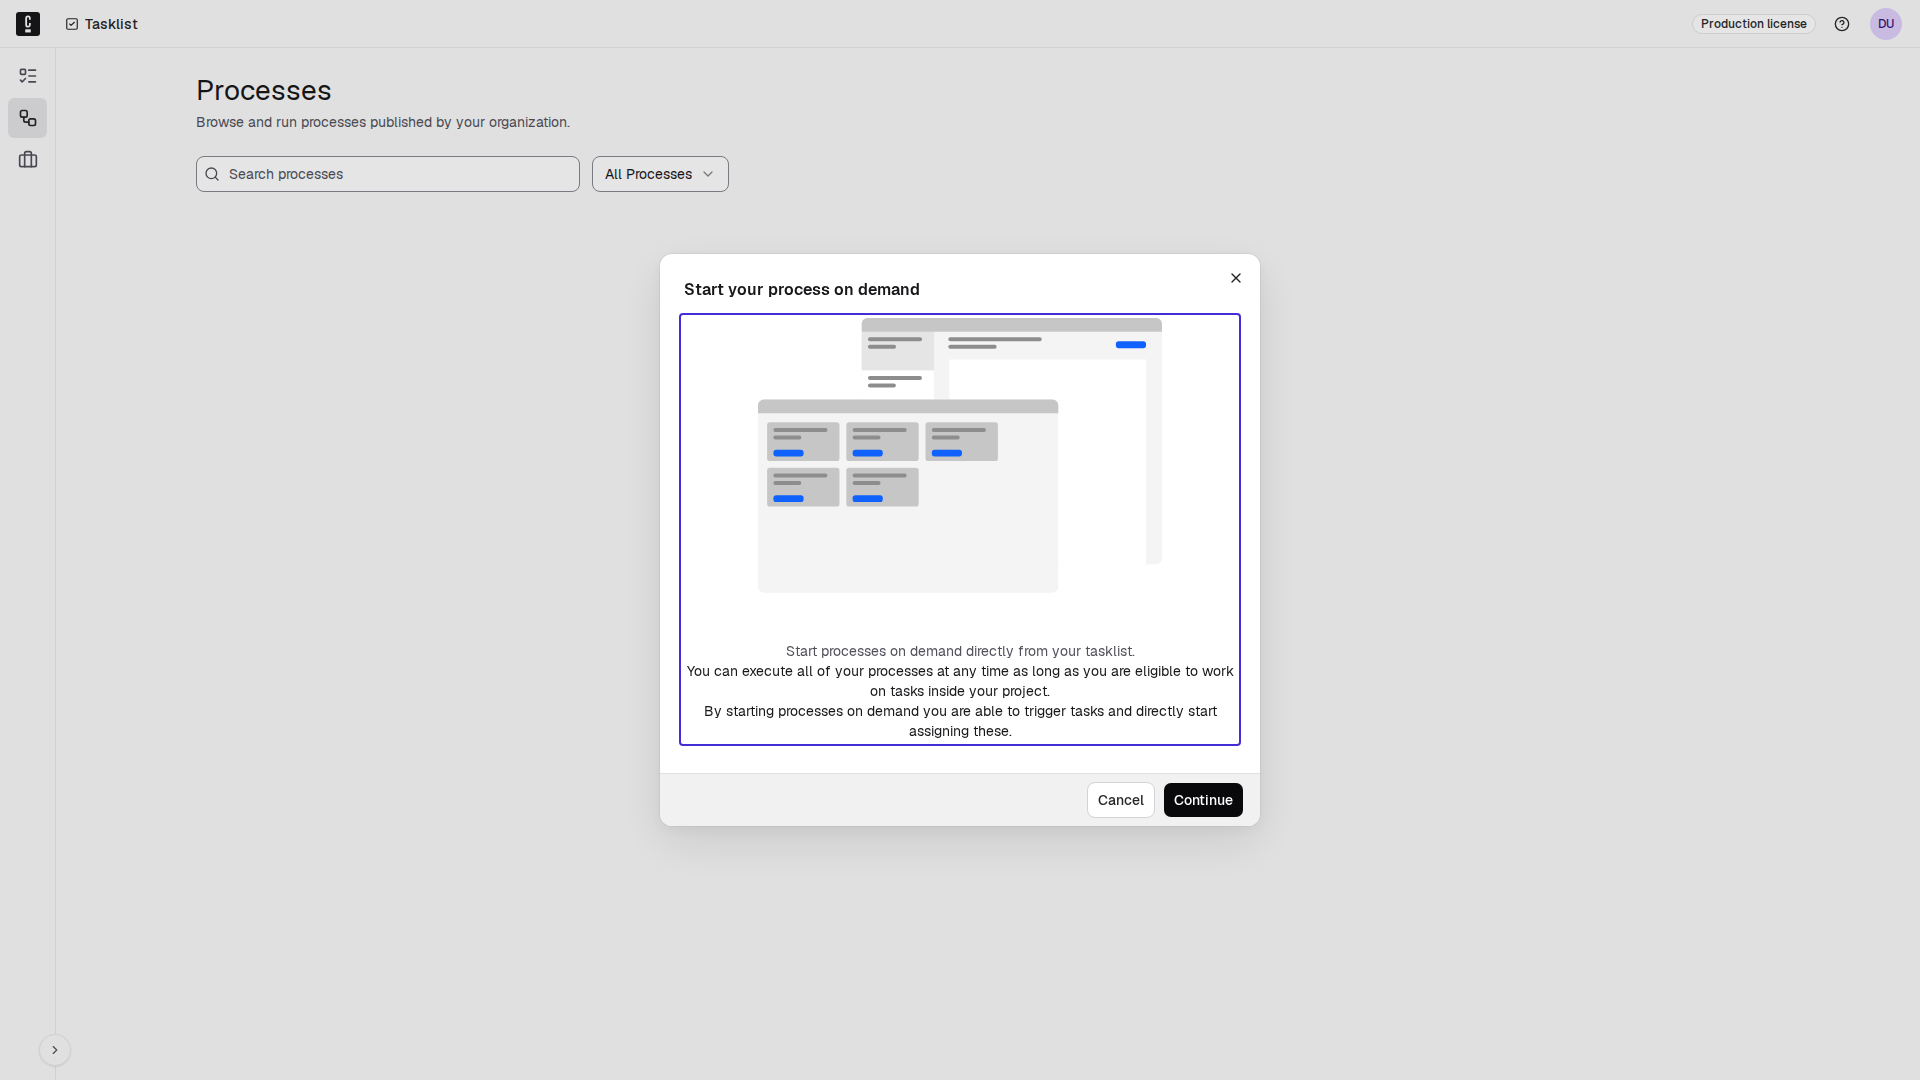 Tasklist
Production license
DU
Processes
Browse and run processes published by your organization.
Search processes
All Processes
Start your process on demand
Start processes on demand directly from your tasklist.
You can execute all of your processes at any time as long as you are eligible to work
on tasks inside your project.
By starting processes on demand you are able to trigger tasks and directly start
assigning these.
Cancel
Continue